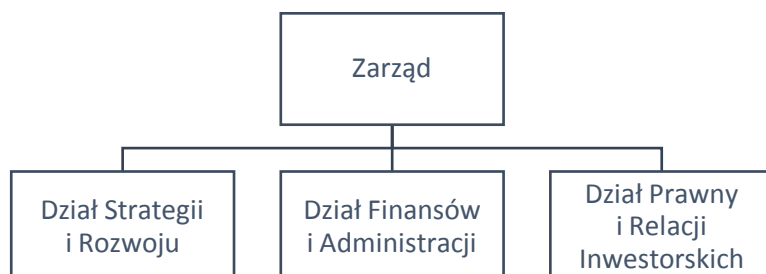 Zarząd
Dział Strategii
i Rozwoju
Dział Finansów
i Administracji
Dział Prawny
i Relacji
Inwestorskich